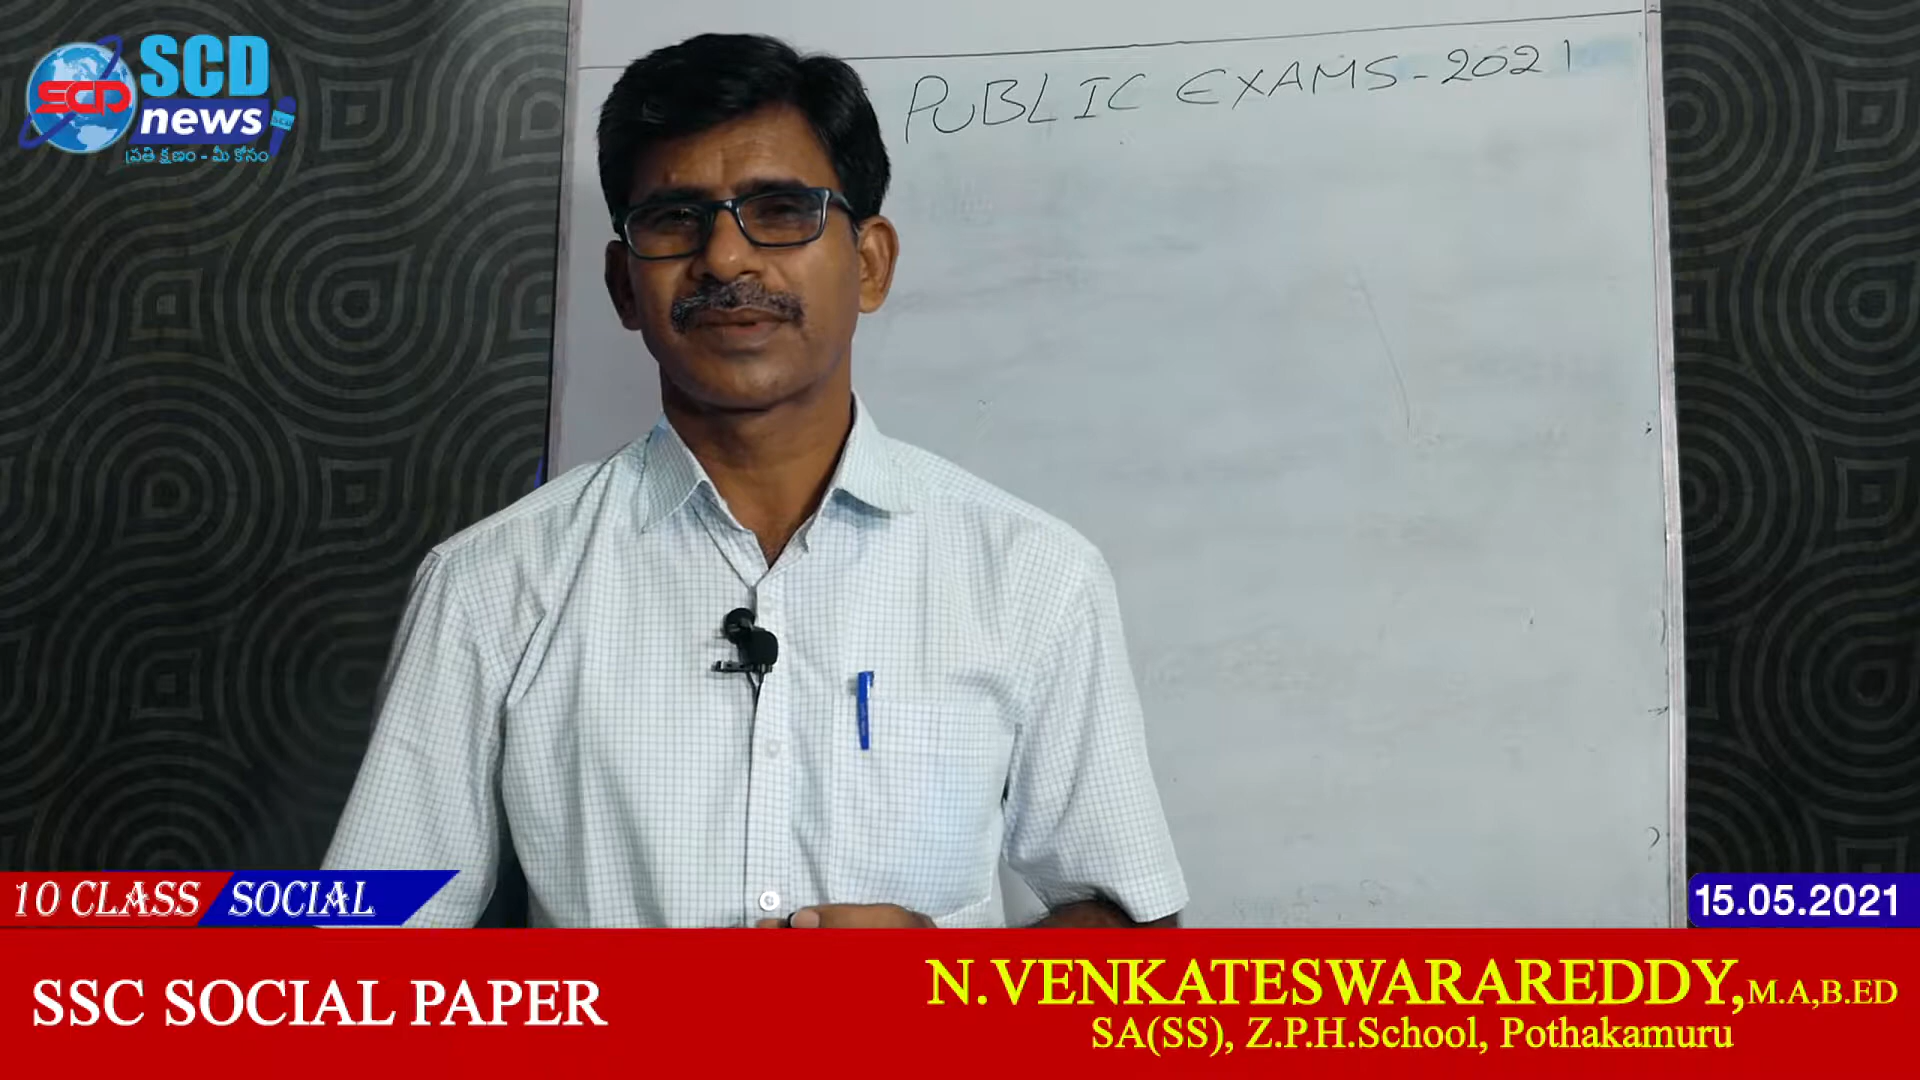 SCD
SCD
news
ప్రతి క్షణం - మీ కోసం
PUBLIC EXAMS-2021
10 CLASS SOCIAL
15.05.2021
SSC SOCIAL PAPER
N.VENKATESWARAREDDY,M.A,B.ED
SA(SS), Z.P.H.School, Pothakamuru